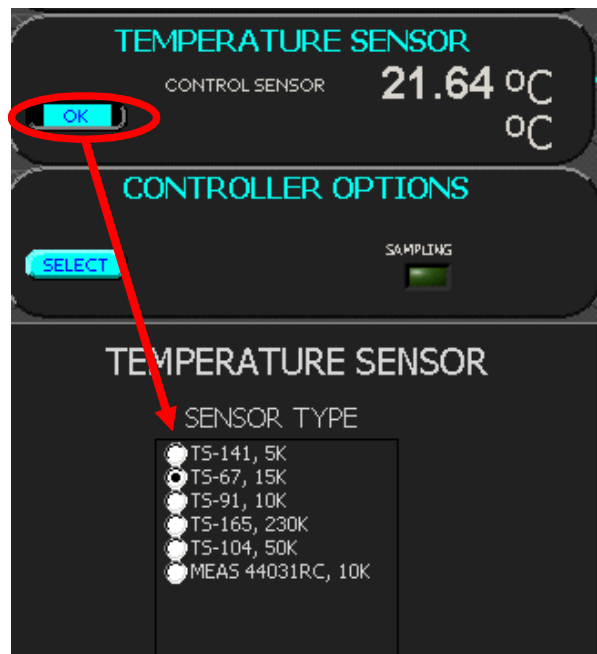 TEMPERATURE SENSOR
CONTROL SENSOR 21.64 ºC
OK
ºC
CONTROLLER OPTIONS
SAMPLING
SELECT
TEMPERATURE SENSOR
SENSOR TYPE
TS-141, 5K
TS-67, 15K
TS-91, 10K
TS-165, 230K
TS-104, 50K
MEAS 44031RC, 10K